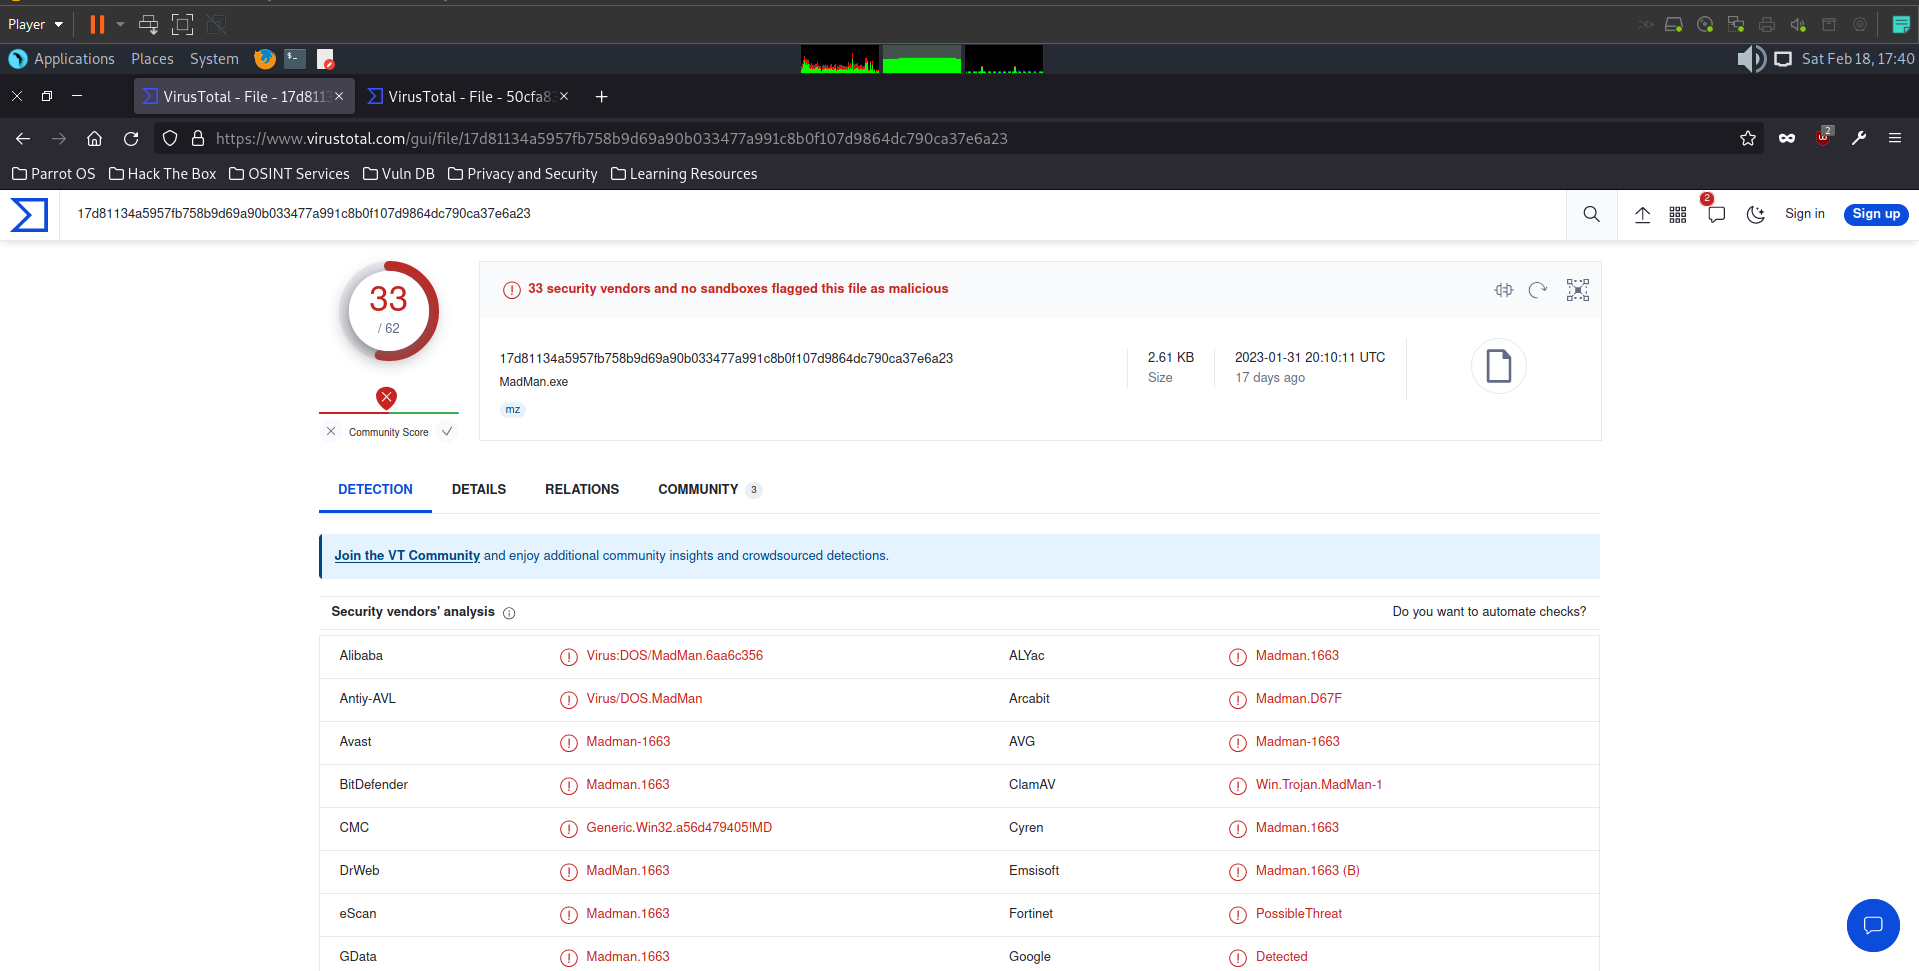 Player
Applications Places System Sat Feb 18, 17:40
VirusTotal - File - 17d8113 VirusTotal - File - 50cfa83
https://www.virustotal.com/gui/file/17d81134a5957fb758b9d69a90b033477a991c8b0f107d9864dc790ca37e6a23 2
Parrot OS Hack The Box OSINT Services Vuln DB Privacy and Security Learning Resources
17d81134a5957fb758b9d69a90b033477a991c8b0f107d9864dc790ca37e6a23 2 Sign in Sign up
33
/ 62
Community Score
33 security vendors and no sandboxes flagged this file as malicious
17d81134a5957fb758b9d69a90b033477a991c8b0f107d9864dc790ca37e6a23
MadMan.exe
mz
2.61 KB
Size
2023-01-31 20:10:11 UTC
17 days ago
DETECTION DETAILS RELATIONS COMMUNITY 3
Join the VT Community and enjoy additional community insights and crowdsourced detections.
Security vendors' analysis Do you want to automate checks?
Alibaba Virus:DOS/MadMan.6aa6c356 ALYac Madman.1663
Antiy-AVL Virus/DOS.MadMan Arcabit Madman.D67F
Avast Madman-1663 AVG Madman-1663
BitDefender Madman.1663 ClamAV Win.Trojan.MadMan-1
CMC Generic.Win32.a56d479405!MD Cyren Madman.1663
DrWeb MadMan.1663 Emsisoft Madman.1663 (B)
eScan Madman.1663 Fortinet PossibleThreat
GData Madman.1663 Google Detected